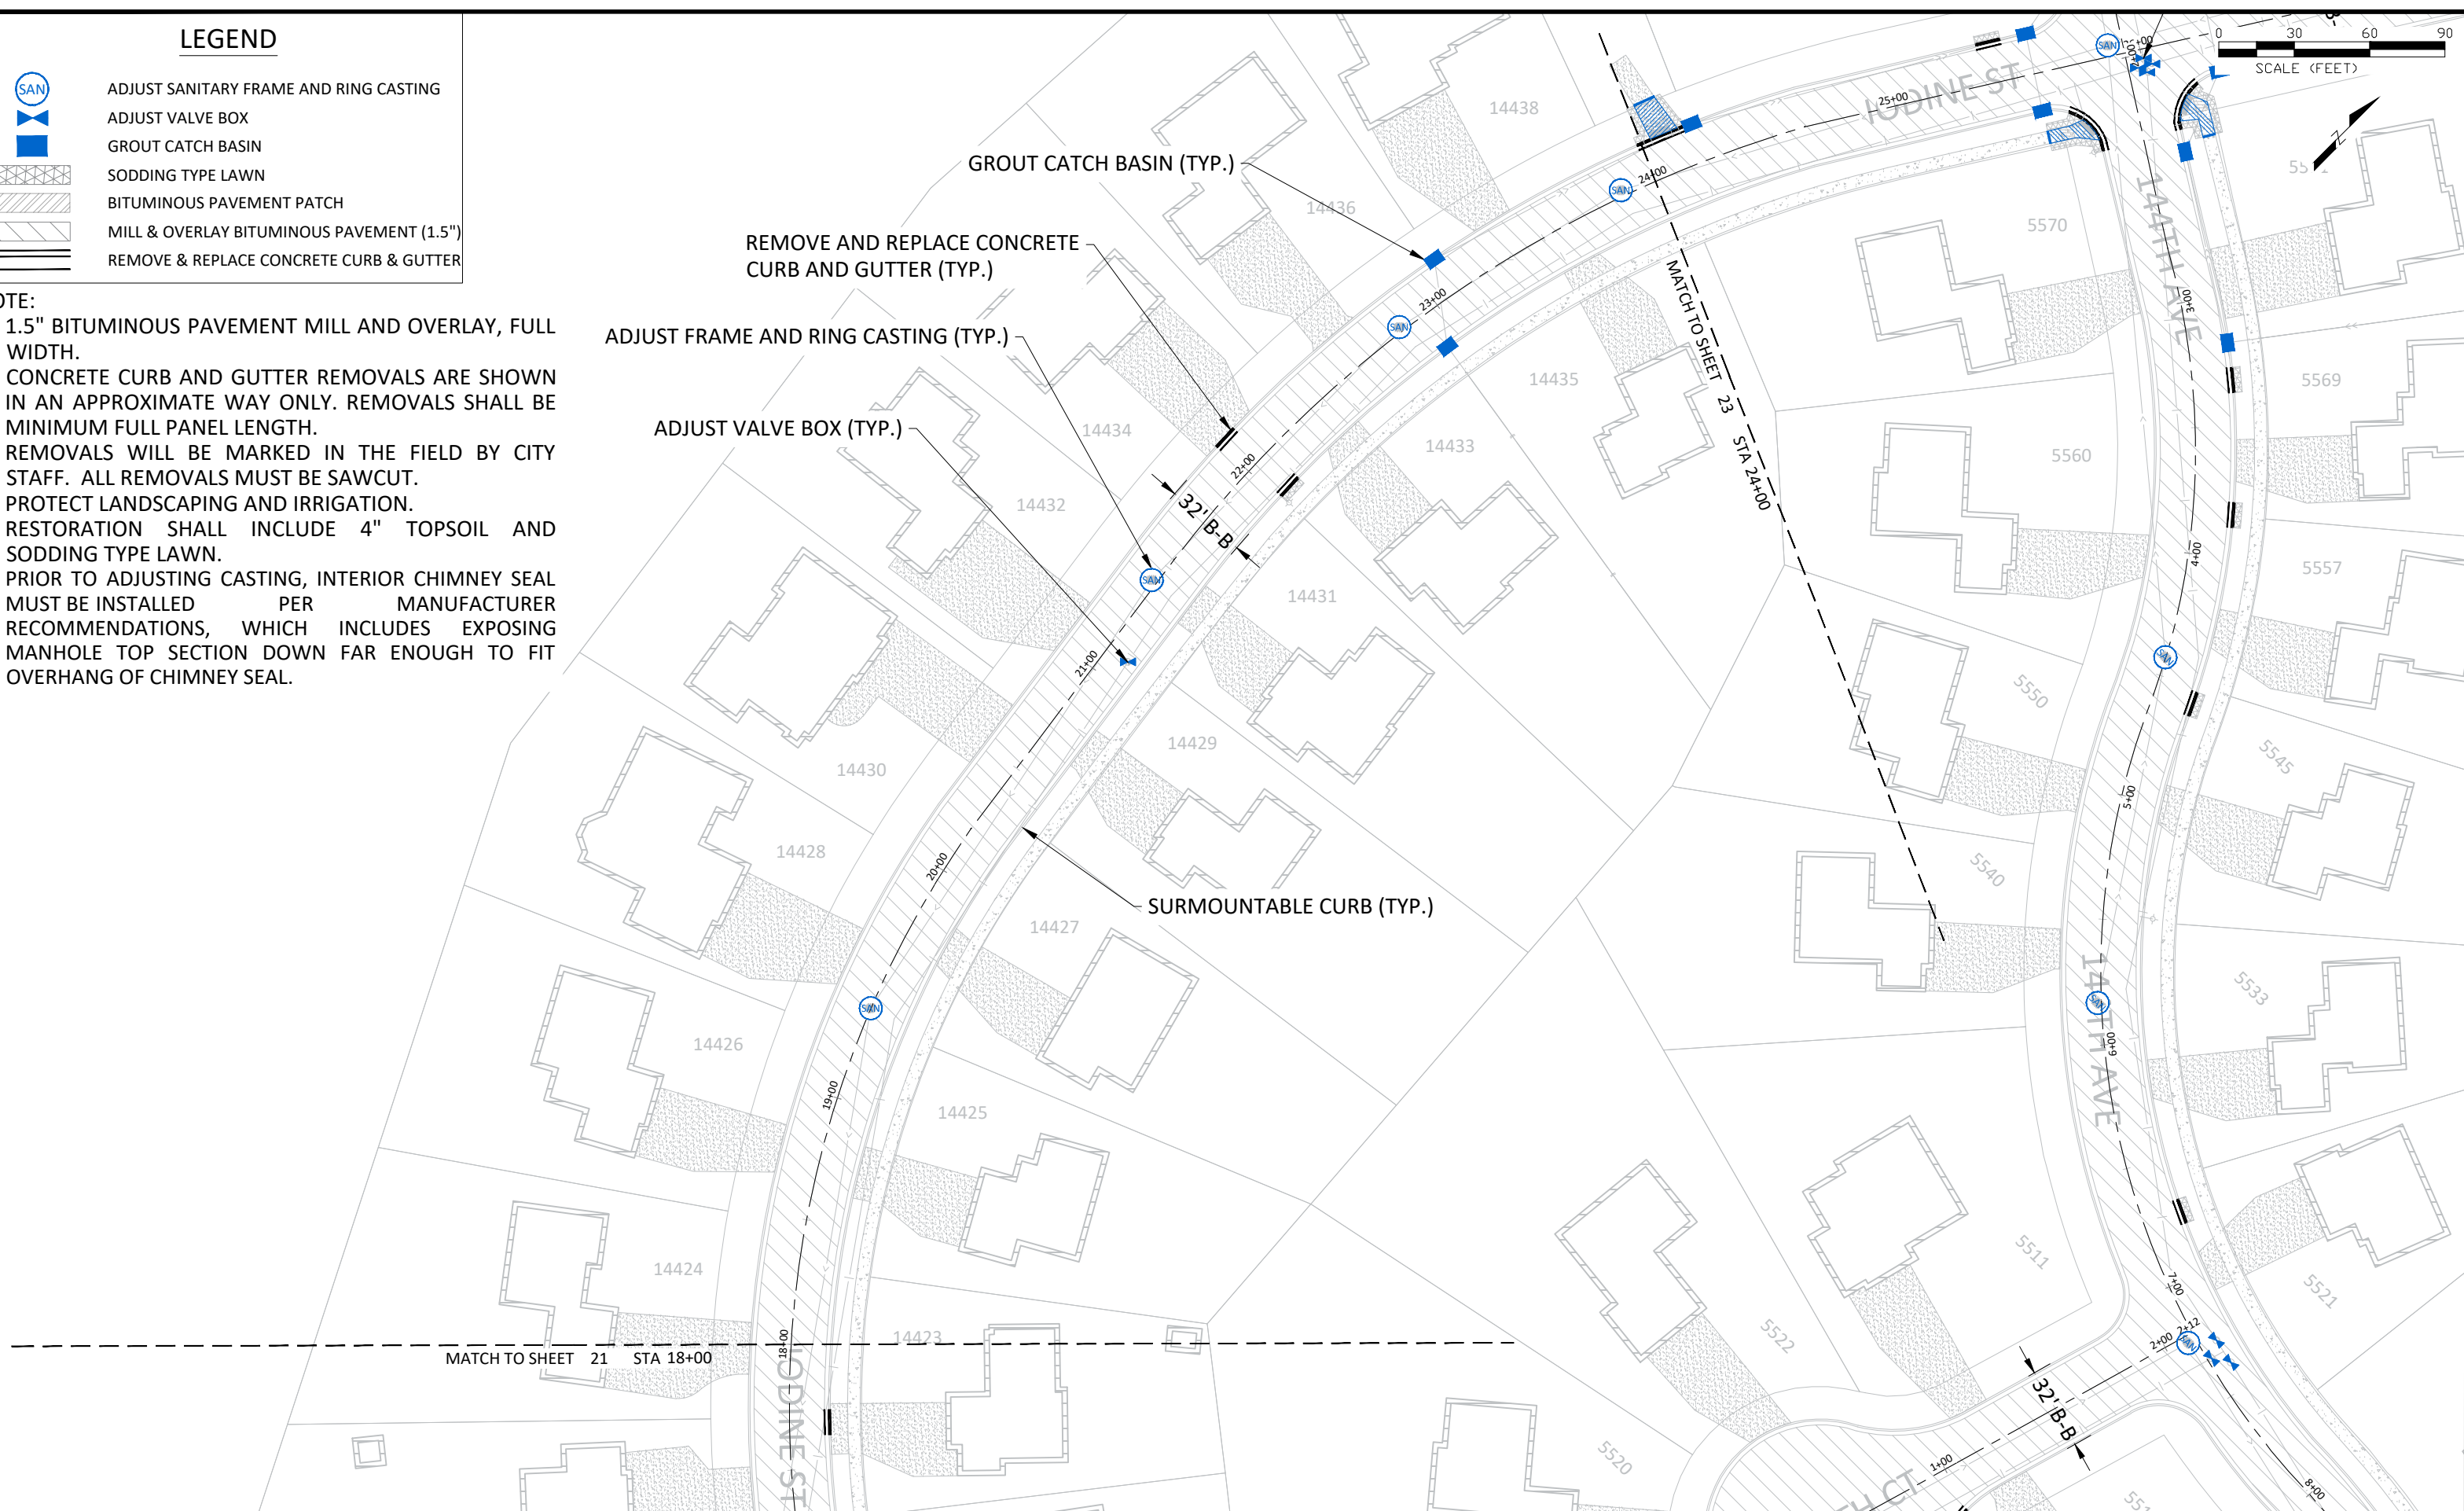 LEGEND
SAN
ADJUST SANITARY FRAME AND RING CASTING
ADJUST VALVE BOX
GROUT CATCH BASIN
SODDING TYPE LAWN
BITUMINOUS PAVEMENT PATCH
MILL & OVERLAY BITUMINOUS PAVEMENT (1.5")
REMOVE & REPLACE CONCRETE CURB & GUTTER
OTE:
1.5" BITUMINOUS PAVEMENT MILL AND OVERLAY, FULL
WIDTH.
CONCRETE CURB AND GUTTER REMOVALS ARE SHOWN
IN AN APPROXIMATE WAY ONLY. REMOVALS SHALL BE
MINIMUM FULL PANEL LENGTH.
REMOVALS WILL BE MARKED IN THE FIELD BY CITY
STAFF. ALL REMOVALS MUST BE SAWCUT.
PROTECT LANDSCAPING AND IRRIGATION.
RESTORATION SHALL INCLUDE 4" TOPSOIL AND
SODDING TYPE LAWN.
PRIOR TO ADJUSTING CASTING, INTERIOR CHIMNEY SEAL
MUST BE INSTALLED PER MANUFACTURER
RECOMMENDATIONS, WHICH INCLUDES EXPOSING
MANHOLE TOP SECTION DOWN FAR ENOUGH TO FIT
OVERHANG OF CHIMNEY SEAL.
GROUT CATCH BASIN (TYP.)
REMOVE AND REPLACE CONCRETE
CURB AND GUTTER (TYP.)
ADJUST FRAME AND RING CASTING (TYP.)
ADJUST VALVE BOX (TYP.)
SURMOUNTABLE CURB (TYP.)
0 30 60 90
SCALE (FEET)
Z
IODINE ST
25+00
24+00
23+00
22+00
21+00
20+00
19+00
18+00
32' B-B
SAN
SAN
SAN
SAN
SAN
MATCH TO SHEET 23 STA 24+00
MATCH TO SHEET 21 STA 18+00
IODINE ST
14438
14436
14434
14432
14430
14428
14426
14424
14435
14433
14431
14429
14427
14425
14423
144TH AVE
3+00
4+00
5+00
6+00
7+00
8+00
SAN
SAN
SAN
144TH AVE
5570
5560
5550
5540
5569
5557
5545
5533
5521
5511
5522
5520
2+00
2+12
1+00
32' B-B
CT